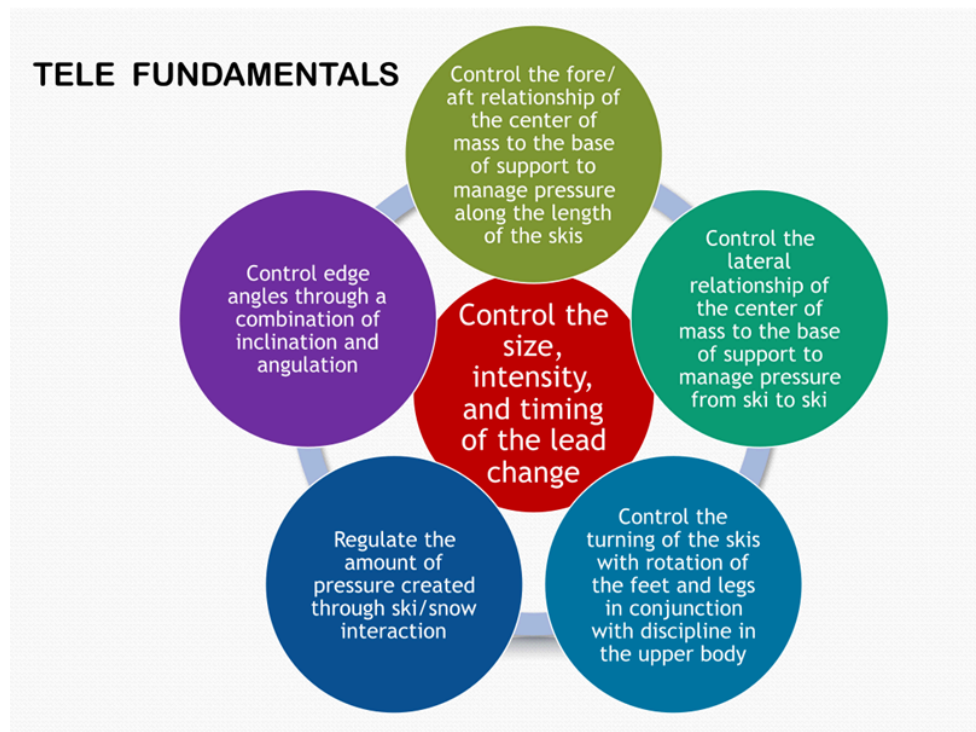 TELE FUNDAMENTALS
Control the fore/
aft relationship of
the center of
mass to the base
of support to
manage pressure
along the length
of the skis
Control the
lateral
relationship of
the center of
mass to the base
of support to
manage pressure
from ski to ski
Control the
turning of the skis
with rotation of
the feet and legs
in conjunction
with discipline in
the upper body
Regulate the
amount of
pressure created
through ski/snow
interaction
Control edge
angles through a
combination of
inclination and
angulation
Control the
size,
intensity,
and timing
of the lead
change